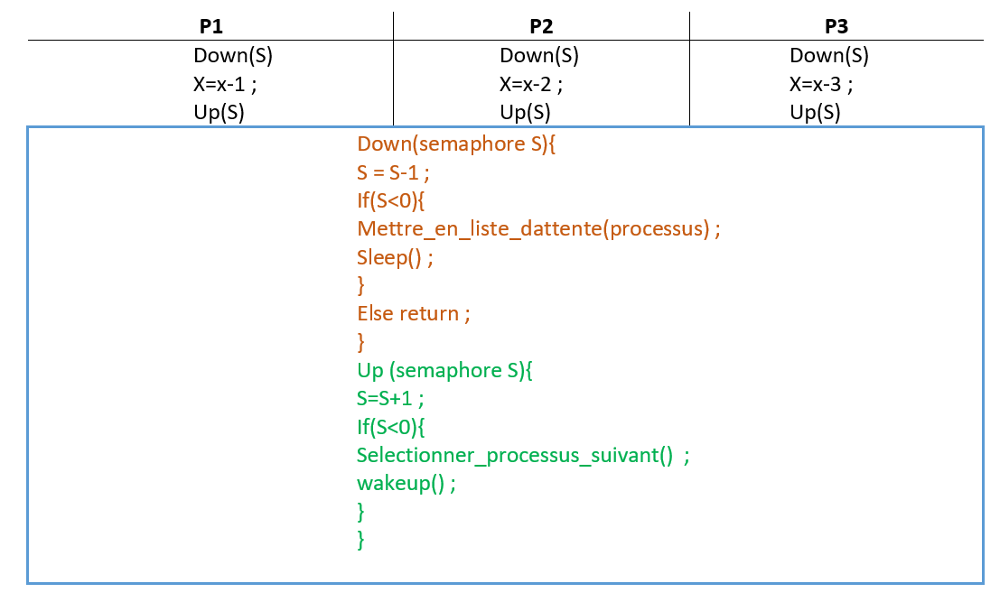 P1 P2 P3
Down(S) Down(S) Down(S)
X=x-1 ; X=x-2 ; X=x-3 ;
Up(S) Up(S) Up(S)
Down(semaphore S){
S = S-1 ;
If(S<0){
Mettre_en_liste_dattente(processus) ;
Sleep() ;
}
Else return ;
}
Up (semaphore S){
S=S+1 ;
If(S<0){
Selectionner_processus_suivant()  ;
wakeup() ;
}
}